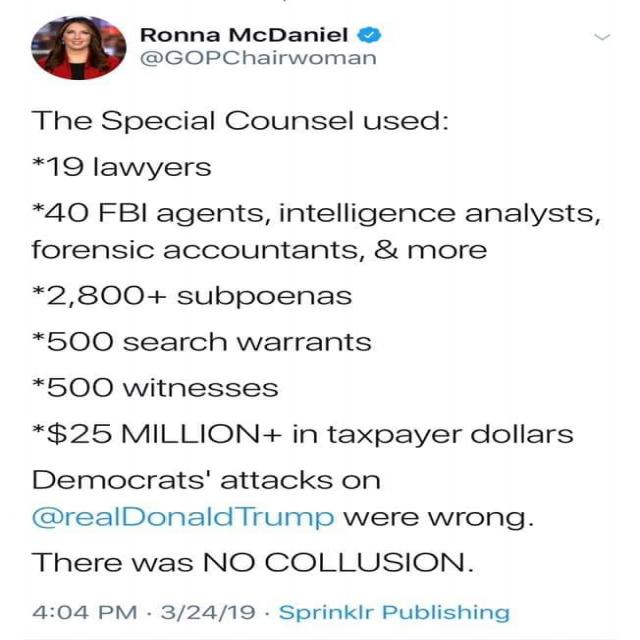 Ronna McDaniel
@GOPChairwoman
The Special Counsel used:
*19 lawyers
*40 FBI agents, intelligence analysts,
forensic accountants, & more
*2,800+ subpoenas
*500 search warrants
*500 witnesses
*$25 MILLION+ in taxpayer dollars
Democrats' attacks on
@realDonaldTrump were wrong.
There was NO COLLUSION.
4:04 PM · 3/24/19 · Sprinklr Publishing